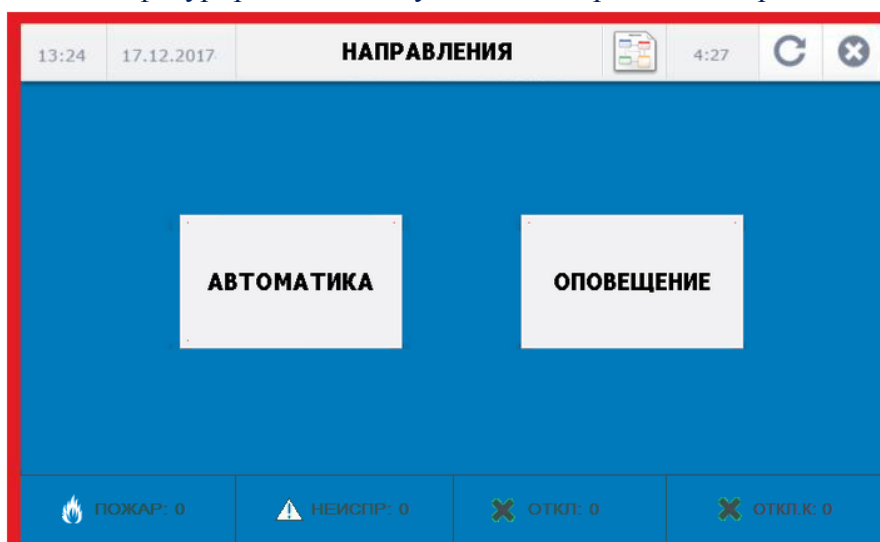 13:24 17.12.2017 НАПРАВЛЕНИЯ 4:27
АВТОМАТИКА ОПОВЕЩЕНИЕ
ПОЖАР: 0 НЕИСПР: 0 ОТКЛ: 0 ОТКЛ.К: 0